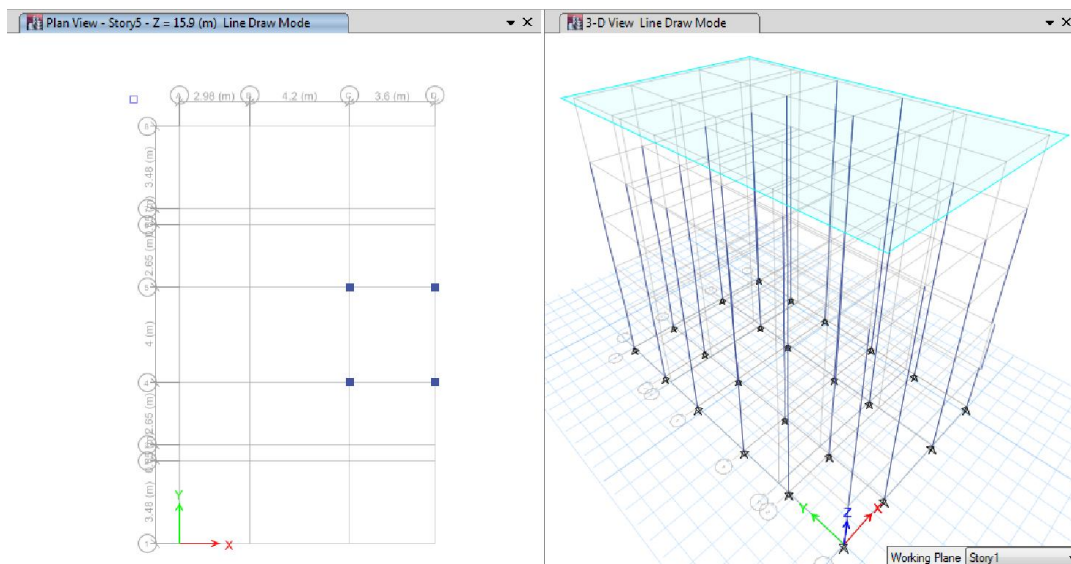 Plan View - Story5 - Z = 15.9 (m) Line Draw Mode
3-D View Line Draw Mode
A 2.98 (m) B 4.2 (m) C 3.6 (m) D
3.48 (m)
2.65 (m)
5
4 (m)
4
2.65 (m)
3.48 (m)
1
Y
X
Y
Z
X
Working Plane Story1